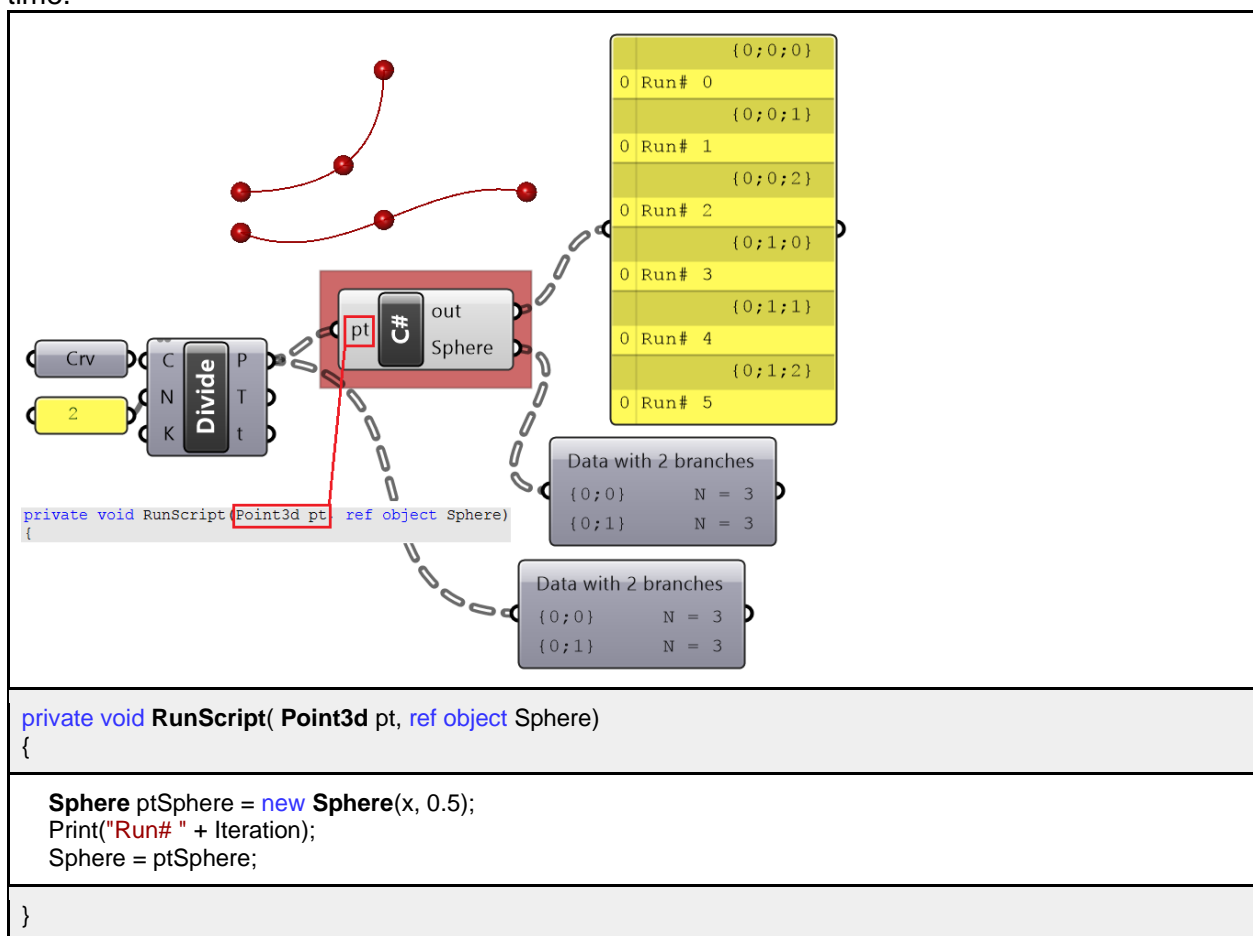 time.
{0;0;0}
0 Run# 0
{0;0;1}
0 Run# 1
{0;0;2}
0 Run# 2
{0;1;0}
0 Run# 3
{0;1;1}
0 Run# 4
{0;1;2}
0 Run# 5
pt C# out
Sphere
Crv
2
C
N
K
Divide
P
T
t
Data with 2 branches
{0;0} N = 3
{0;1} N = 3
private void RunScript(Point3d pt, ref object Sphere)
{
Data with 2 branches
{0;0} N = 3
{0;1} N = 3
private void RunScript( Point3d pt, ref object Sphere)
{
Sphere ptSphere = new Sphere(x, 0.5);
Print("Run# " + Iteration);
Sphere = ptSphere;
}